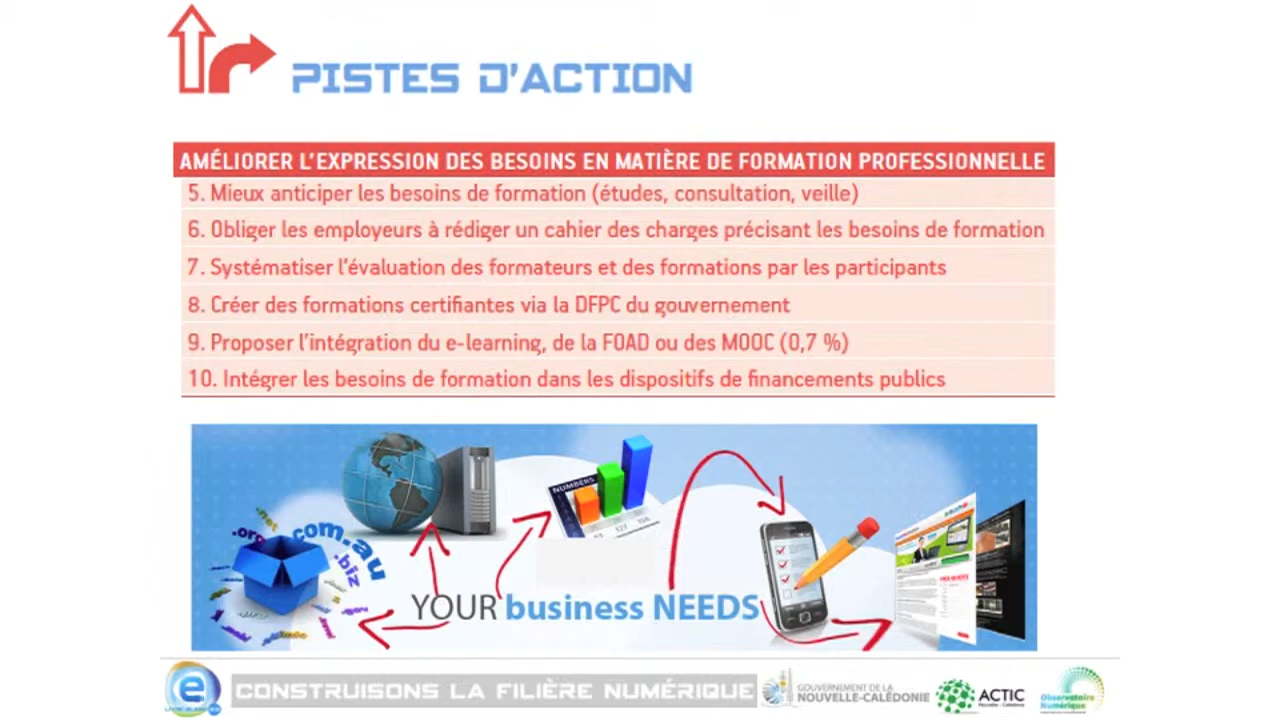 PISTES D'ACTION
AMÉLIORER L'EXPRESSION DES BESOINS EN MATIÈRE DE FORMATION PROFESSIONNELLE
5. Mieux anticiper les besoins de formation (études, consultation, veille)
6. Obliger les employeurs à rédiger un cahier des charges précisant les besoins de formation
7. Systématiser l'évaluation des formateurs et des formations par les participants
8. Créer des formations certifiantes via la DFPC du gouvernement
9. Proposer l'intégration du e-learning, de la FOAD ou des MOOC (0,7 %)
10. Intégrer les besoins de formation dans les dispositifs de financements publics
NUMBERS
.net
.org
.com.au
.biz
YOUR business NEEDS
CONSTRUISONS LA FILIÈRE NUMÉRIQUE
GOUVERNEMENT DE LA
NOUVELLE-CALÉDONIE
ACTIC
Nouvelle - Calédonie
Observatoire
Numérique